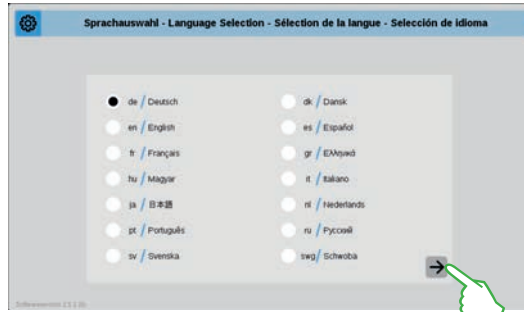 Sprachauswahl - Language Selection - Sélection de la langue - Selección de idioma
de / Deutsch
dk / Dansk
en / English
es / Español
fr / Français
gr / Ελληνικά
hu / Magyar
it / Italiano
ja / 日本語
nl / Nederlands
pt / Português
ru / Русский
sv / Svenska
swg/ Schwoba